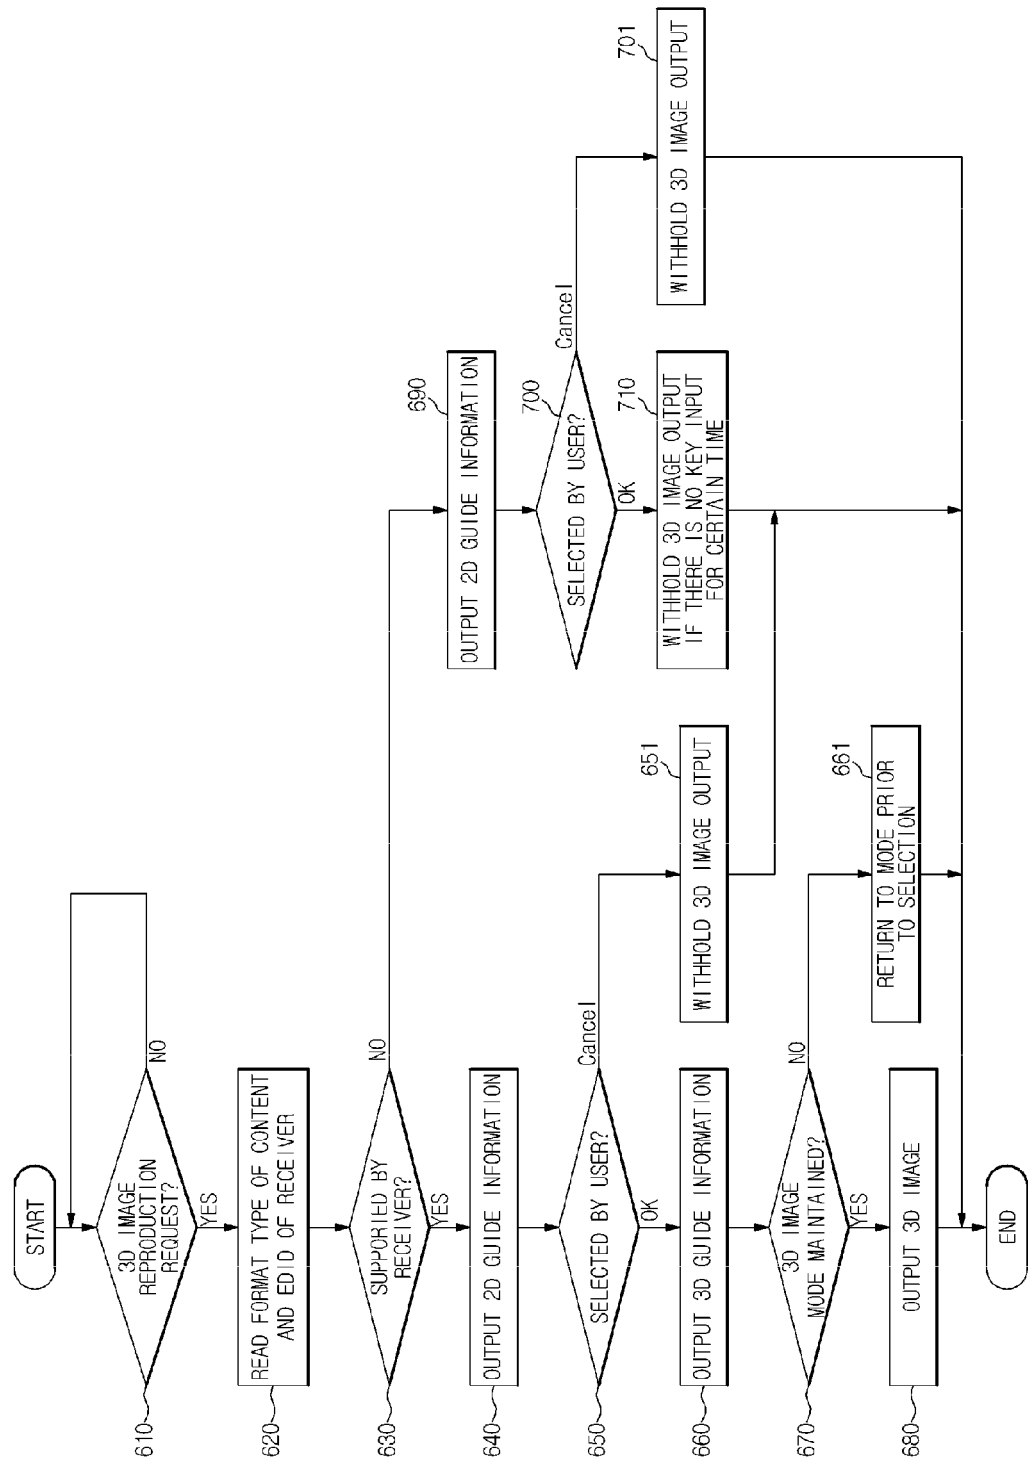 START
610
3D IMAGE
REPRODUCTION
REQUEST?
NO
YES
620
READ FORMAT TYPE OF CONTENT
AND EDID OF RECEIVER
630
SUPPORIED BY
RECEIVER?
NO
YES
640
OUTPUT 2D GUIDE INFORMATION
650
SELECTED BY USER?
Cancel
OK
651
WITHHOLD 3D IMAGE OUTPUT
660
OUTPUT 3D GUIDE INFORMATION
670
3D IMAGE
MODE MAINTAINED?
NO
YES
661
RETURN TO MODE PRIOR
TO SELECTION
680
OUTPUT 3D IMAGE
690
OUTPUT 2D GUIDE INFORMATION
700
SELECTED BY USER?
Cancel
OK
701
WITHHOLD 3D IMAGE OUTPUT
710
WITHHOLD 3D IMAGE OUTPUT
IF THERE IS NO KEY INPUT
FOR CERTAIN TIME
END